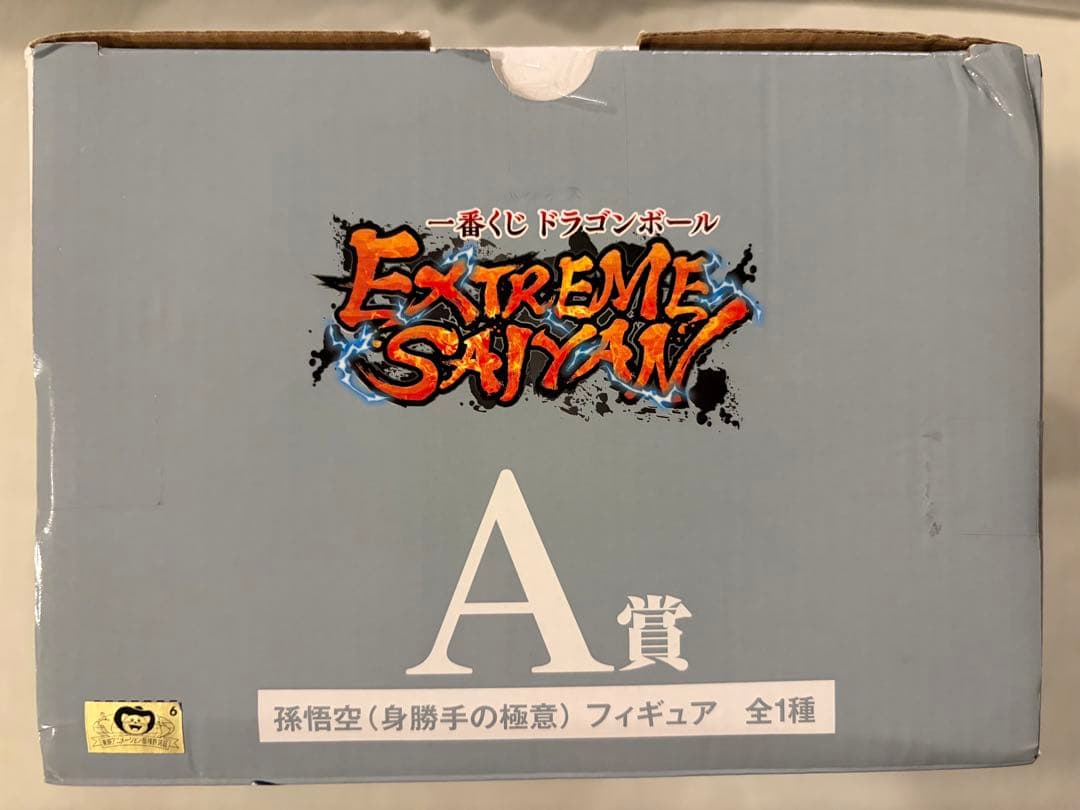 一番くじ ドラゴンボール
EXTREME
SAIYAN
A賞
孫悟空(身勝手の極意) フィギュア 全1種
6